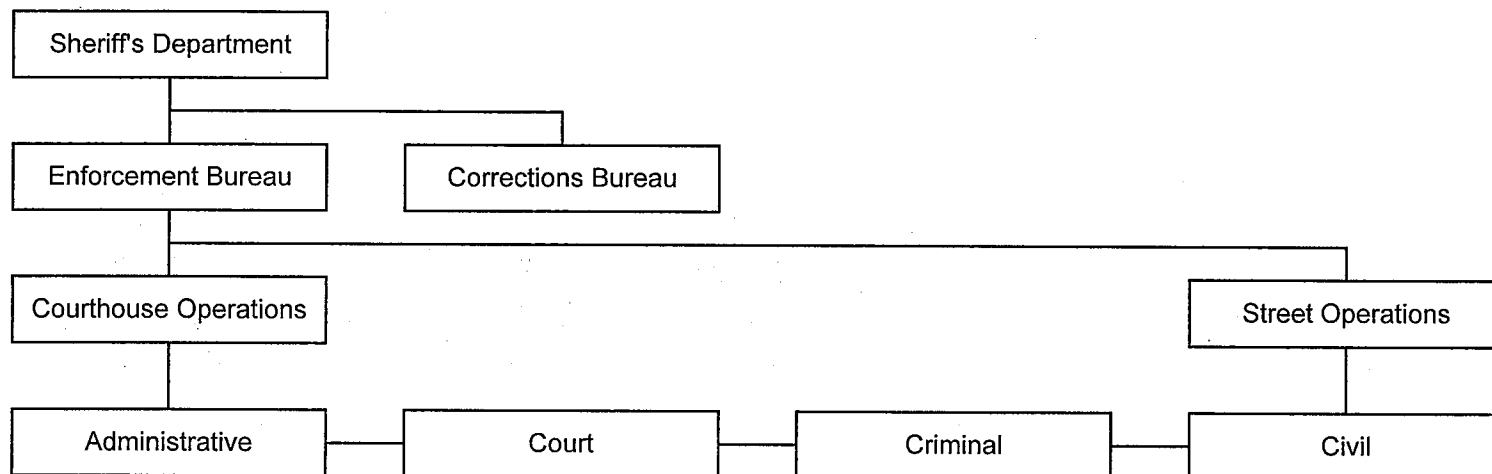 Sheriff's Department
Enforcement Bureau
Corrections Bureau
Courthouse Operations
Street Operations
Administrative
Court
Criminal
Civil